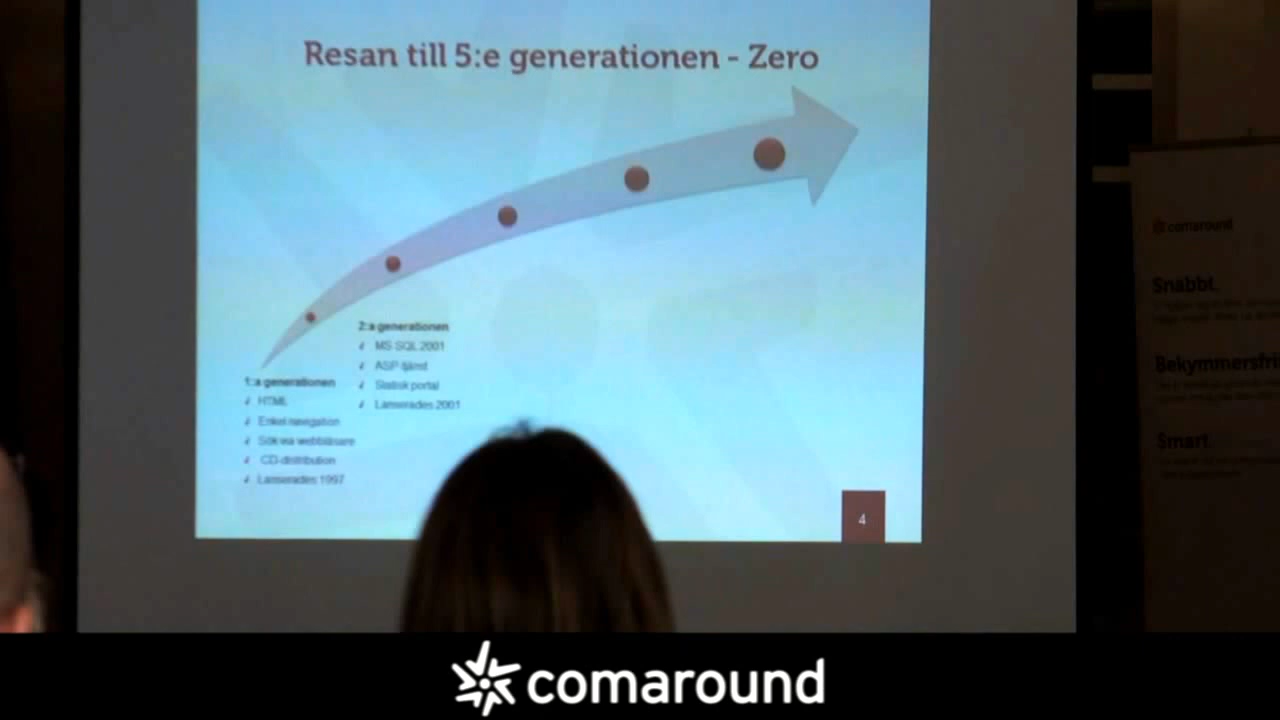 Resan till 5:e generationen - Zero
2:a generationen
✓ MS SQL 2001
✓ ASP-tjänst
✓ Statisk portal
✓ Lanserades 2001
1:a generationen
✓ HTML
✓ Enkel navigation
✓ Sök via webbläsare
✓ CD-distribution
✓ Lanserades 1997
4
comaround
Snabbt.
Bekymmersfri
Smart.
comaround